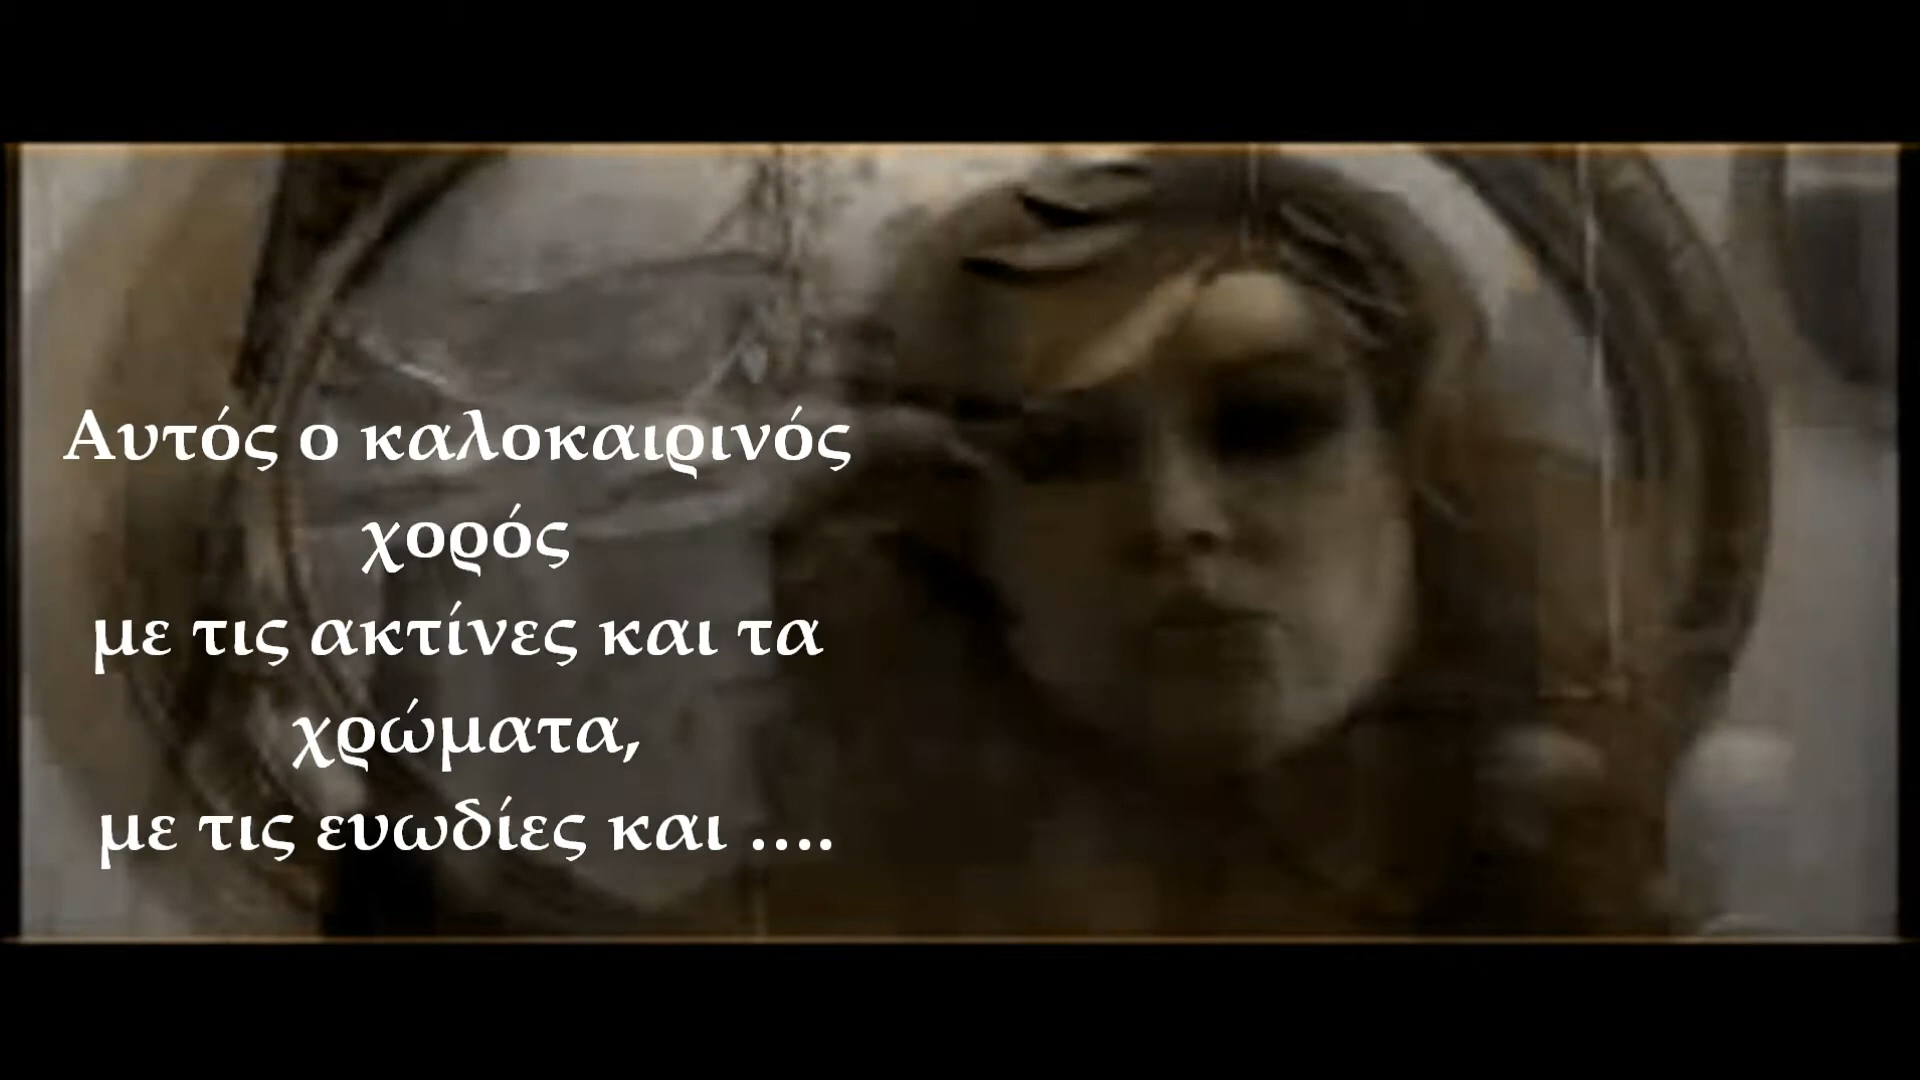 Αυτός ο καλοκαιρινός
χορός
με τις ακτίνες και τα
χρώματα,
με τις ευωδίες και ....